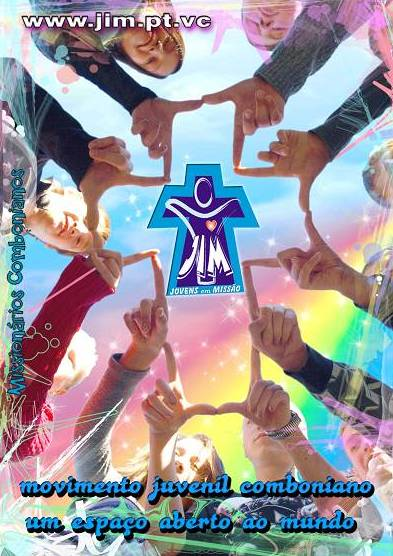 www.jim.pt.vc
Missionários Combonianos
JIM
JOVENS em MISSÃO
movimento juvenil comboniano
um espaço aberto ao mundo